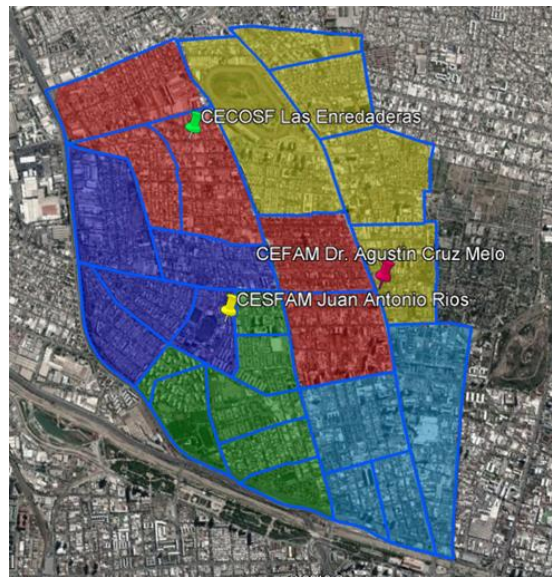 CECOSF Las Enredaderas
CEFAM Dr. Agustin Cruz Melo
CESFAM Juan Antonio Rios